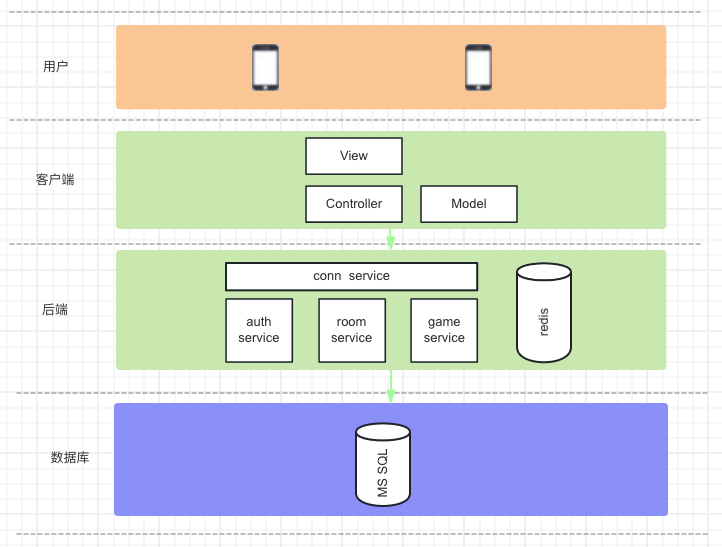 用户
客户端
View
Controller
Model
后端
conn service
auth
service
room
service
game
service
redis
数据库
MS SQL